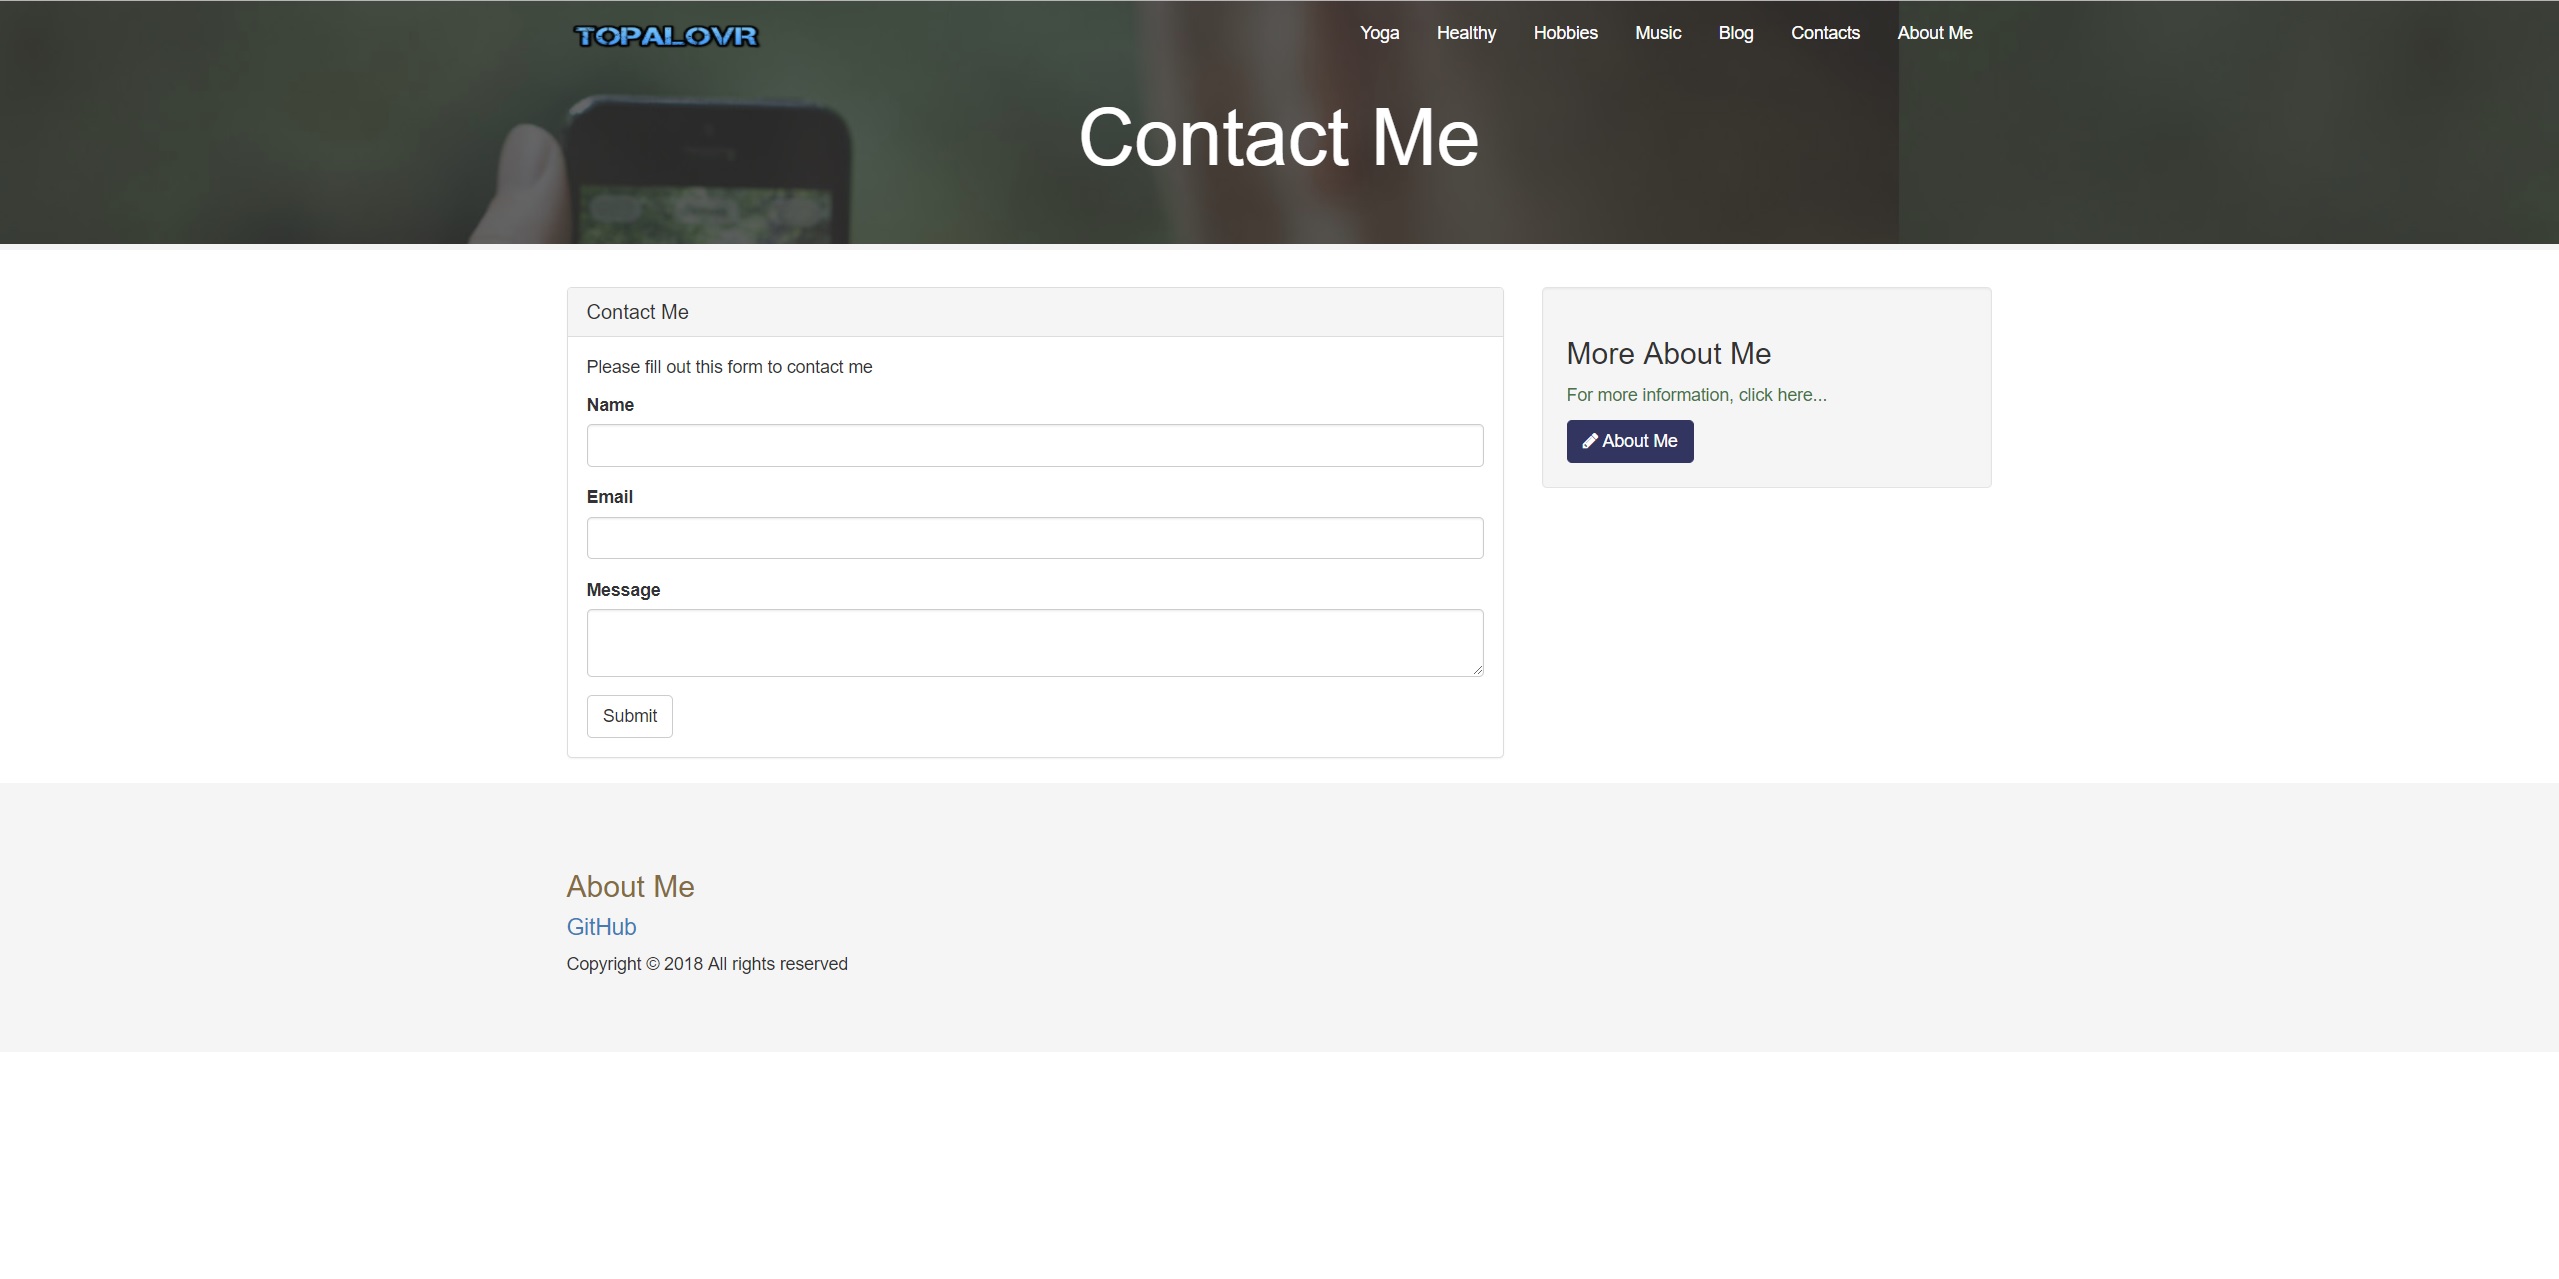 TOPALOVR
Yoga Healthy Hobbies Music Blog Contacts About Me
Contact Me
Contact Me
Please fill out this form to contact me
Name
Email
Message
Submit
More About Me
For more information, click here...
About Me
About Me
GitHub
Copyright © 2018 All rights reserved